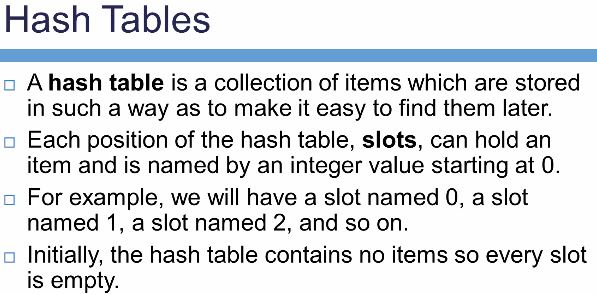 Hash Tables
A hash table is a collection of items which are stored
in such a way as to make it easy to find them later.
Each position of the hash table, slots, can hold an
item and is named by an integer value starting at 0.
For example, we will have a slot named 0, a slot
named 1, a slot named 2, and so on.
Initially, the hash table contains no items so every slot
is empty.